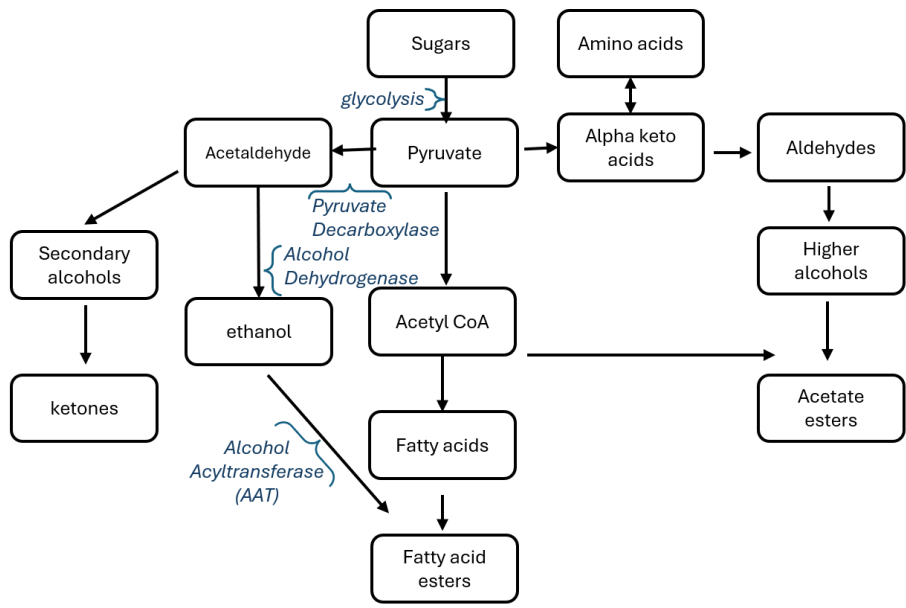 Sugars
Amino acids
glycolysis
Acetaldehyde
Pyruvate
Alpha keto
acids
Aldehydes
Pyruvate
Decarboxylase
Secondary
alcohols
Alcohol
Dehydrogenase
Higher
alcohols
ethanol
Acetyl CoA
ketones
Acetate
esters
Fatty acids
Alcohol
Acyltransferase
(AAT)
Fatty acid
esters